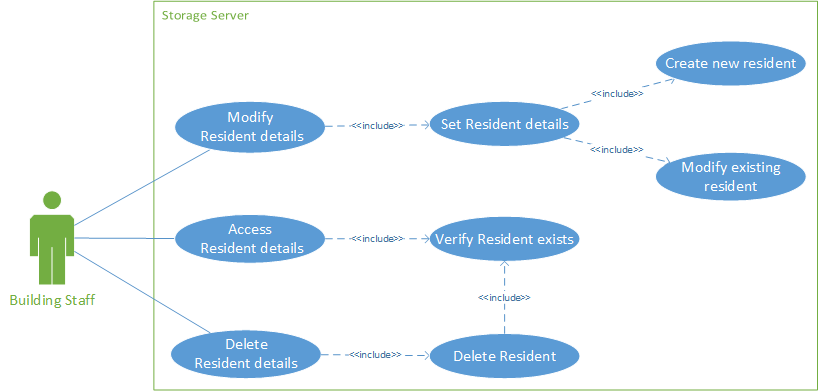 Storage Server
Create new resident
<<include>>
Modify
Resident details
<<include>>
Set Resident details
<<include>>
Modify existing
resident
Access
Resident details
<<include>>
Verify Resident exists
Building Staff
<<include>>
Delete
Resident details
<<include>>
Delete Resident